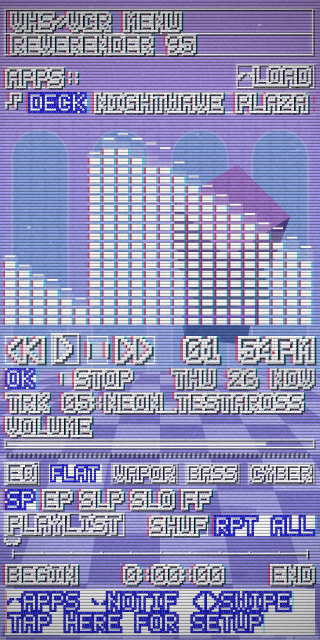 VHS/VCR MENU
REWERENDER 95
APPS:: LOAD
DECK NIGHTWAVE PLAZA
01 54PM
OK STOP THU 23 NOV
TRK 05:NEON_TESTAROSS
VOLUME
EQ FLAT VAPOR BASS CYBER
SP EP SLP SLO FF
PLAYLIST SHUF RPT ALL
BEGIN 0:00:00 END
APPS NOTIF SWIPE
TAP HERE FOR SETUP